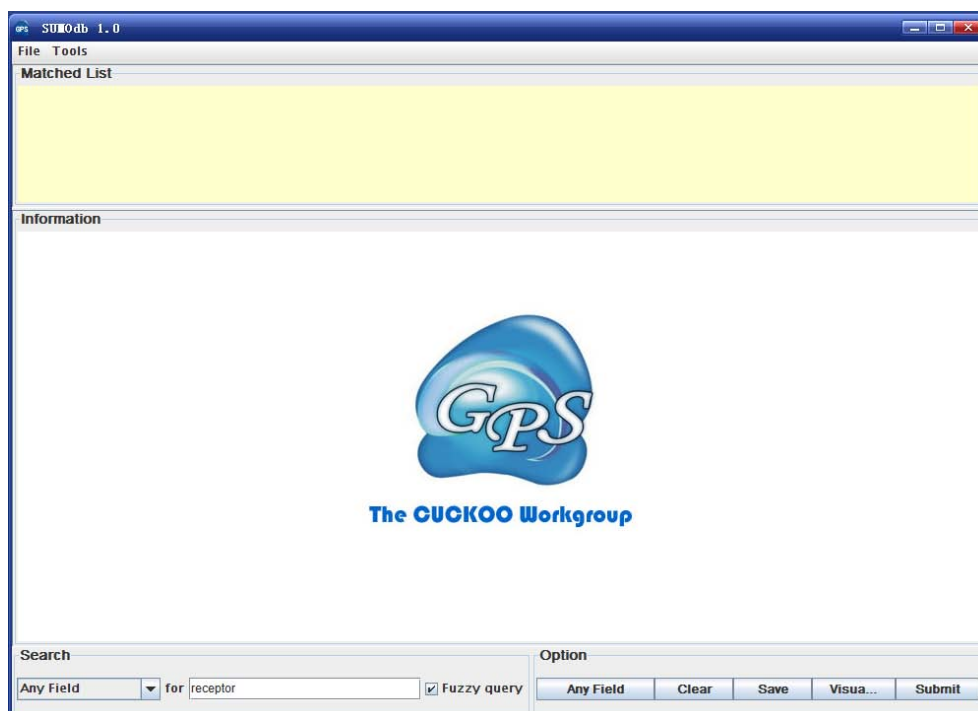 GPS SUMOdb 1.0
File Tools
Matched List
Information
GPS
The CUCKOO Workgroup
Search
Option
Any Field for receptor Fuzzy query
Any Field Clear Save Visua... Submit